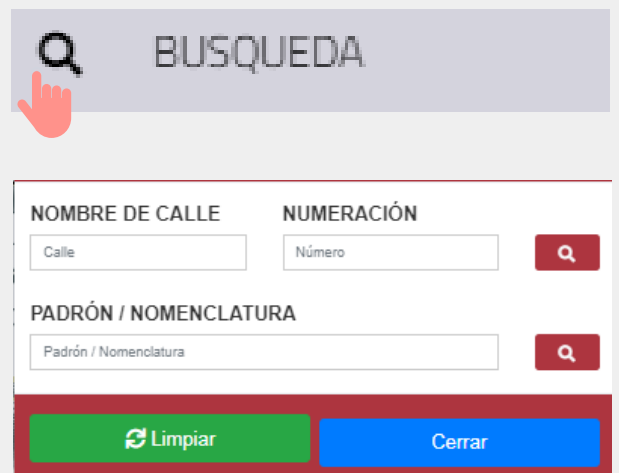 BUSQUEDA
NOMBRE DE CALLE NUMERACIÓN
Calle Número
PADRÓN / NOMENCLATURA
Padrón / Nomenclatura
Limpiar Cerrar